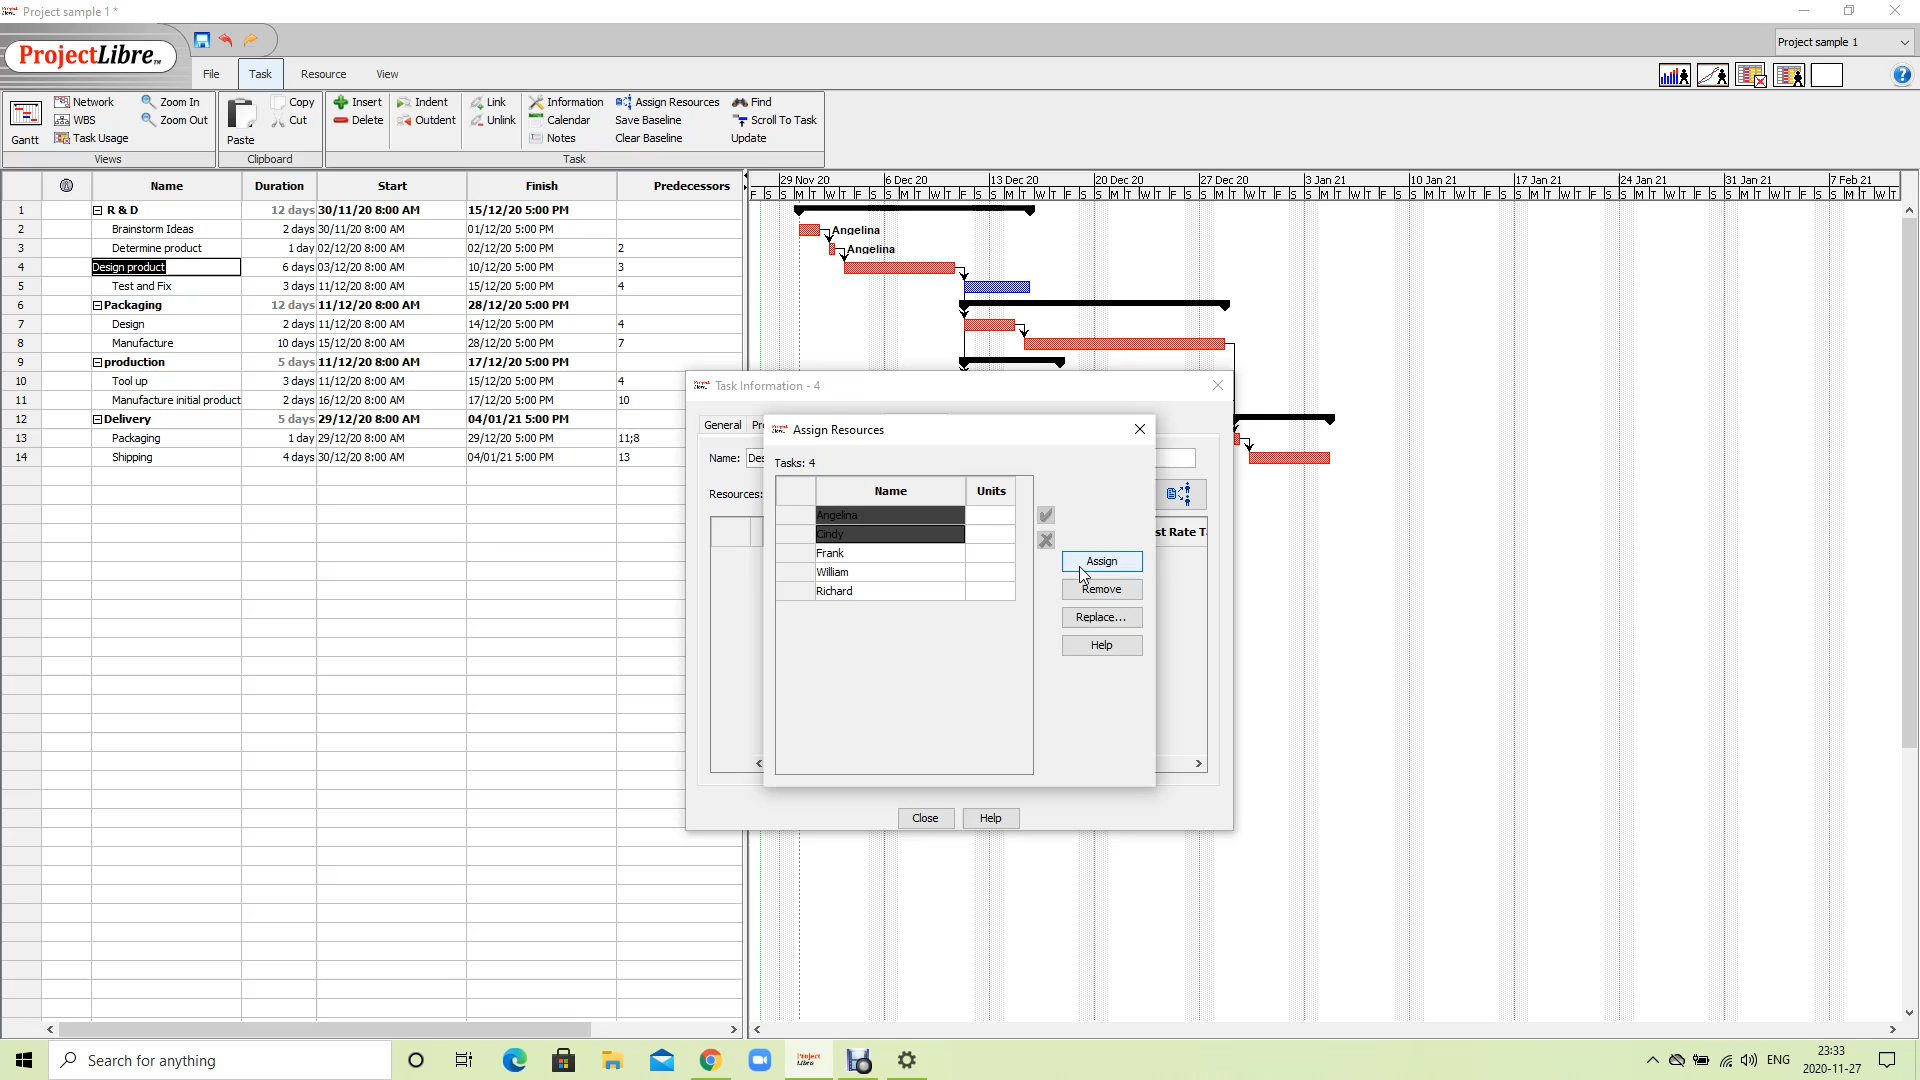 Project sample 1 *
ProjectLibre
Project sample 1
File Task Resource View
Network Zoom In Copy Insert Indent Link Information Assign Resources Find
WBS Zoom Out Cut Delete Outdent Unlink Calendar Save Baseline Scroll To Task
Gantt Task Usage Paste Notes Clear Baseline Update
Views Clipboard Task
Name Duration Start Finish Predecessors
29 Nov 20 6 Dec 20 13 Dec 20 20 Dec 20 27 Dec 20 3 Jan 21 10 Jan 21 17 Jan 21 24 Jan 21 31 Jan 21 7 Feb 21
F S S M T W T F S S M T W T F S S M T W T F S S M T W T F S S M T W T F S S M T W T F S S M T W T F S S M T W T F S S M T W T F S S M T W T F S S M T W T
1 R & D 12 days 30/11/20 8:00 AM 15/12/20 5:00 PM
2 Brainstorm Ideas 2 days 30/11/20 8:00 AM 01/12/20 5:00 PM Angelina
3 Determine product 1 day 02/12/20 8:00 AM 02/12/20 5:00 PM 2 Angelina
4 Design product 6 days 03/12/20 8:00 AM 10/12/20 5:00 PM 3
5 Test and Fix 3 days 11/12/20 8:00 AM 15/12/20 5:00 PM 4
6 Packaging 12 days 11/12/20 8:00 AM 28/12/20 5:00 PM
7 Design 2 days 11/12/20 8:00 AM 14/12/20 5:00 PM 4
8 Manufacture 10 days 15/12/20 8:00 AM 28/12/20 5:00 PM 7
9 production 5 days 11/12/20 8:00 AM 17/12/20 5:00 PM
10 Tool up 3 days 11/12/20 8:00 AM 15/12/20 5:00 PM 4
11 Manufacture initial product 2 days 16/12/20 8:00 AM 17/12/20 5:00 PM 10
12 Delivery 5 days 29/12/20 8:00 AM 04/01/21 5:00 PM
13 Packaging 1 day 29/12/20 8:00 AM 29/12/20 5:00 PM 11;8
14 Shipping 4 days 30/12/20 8:00 AM 04/01/21 5:00 PM 13
Task Information - 4
General Pr
Name: Des
Resources:
st Rate T
Assign Resources
Tasks: 4
Name Units
Angelina
Cindy
Frank
William
Richard
Assign
Remove
Replace...
Help
Close Help
Search for anything
Project Libre
ENG
23:33
2020-11-27